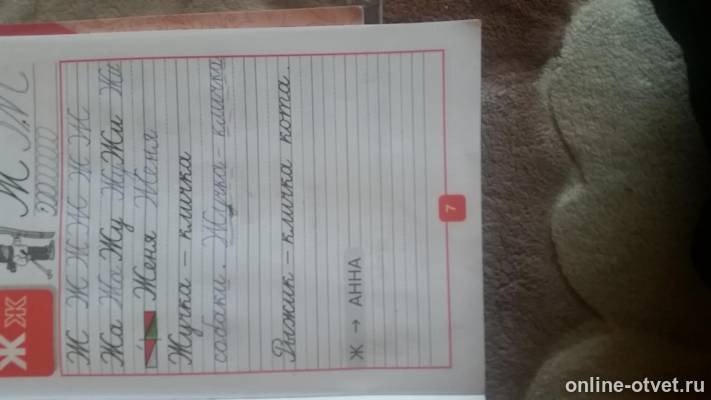 Ж ж
Ж Ж Ж Ж Ж Ж
Жа Жа Жу Жу Жи Жа
Женя Женя
Жучка – кличка
собаки. Жучка – кличка
Рыжик – кличка кота.
Ж → АННА
7
online-otvet.ru